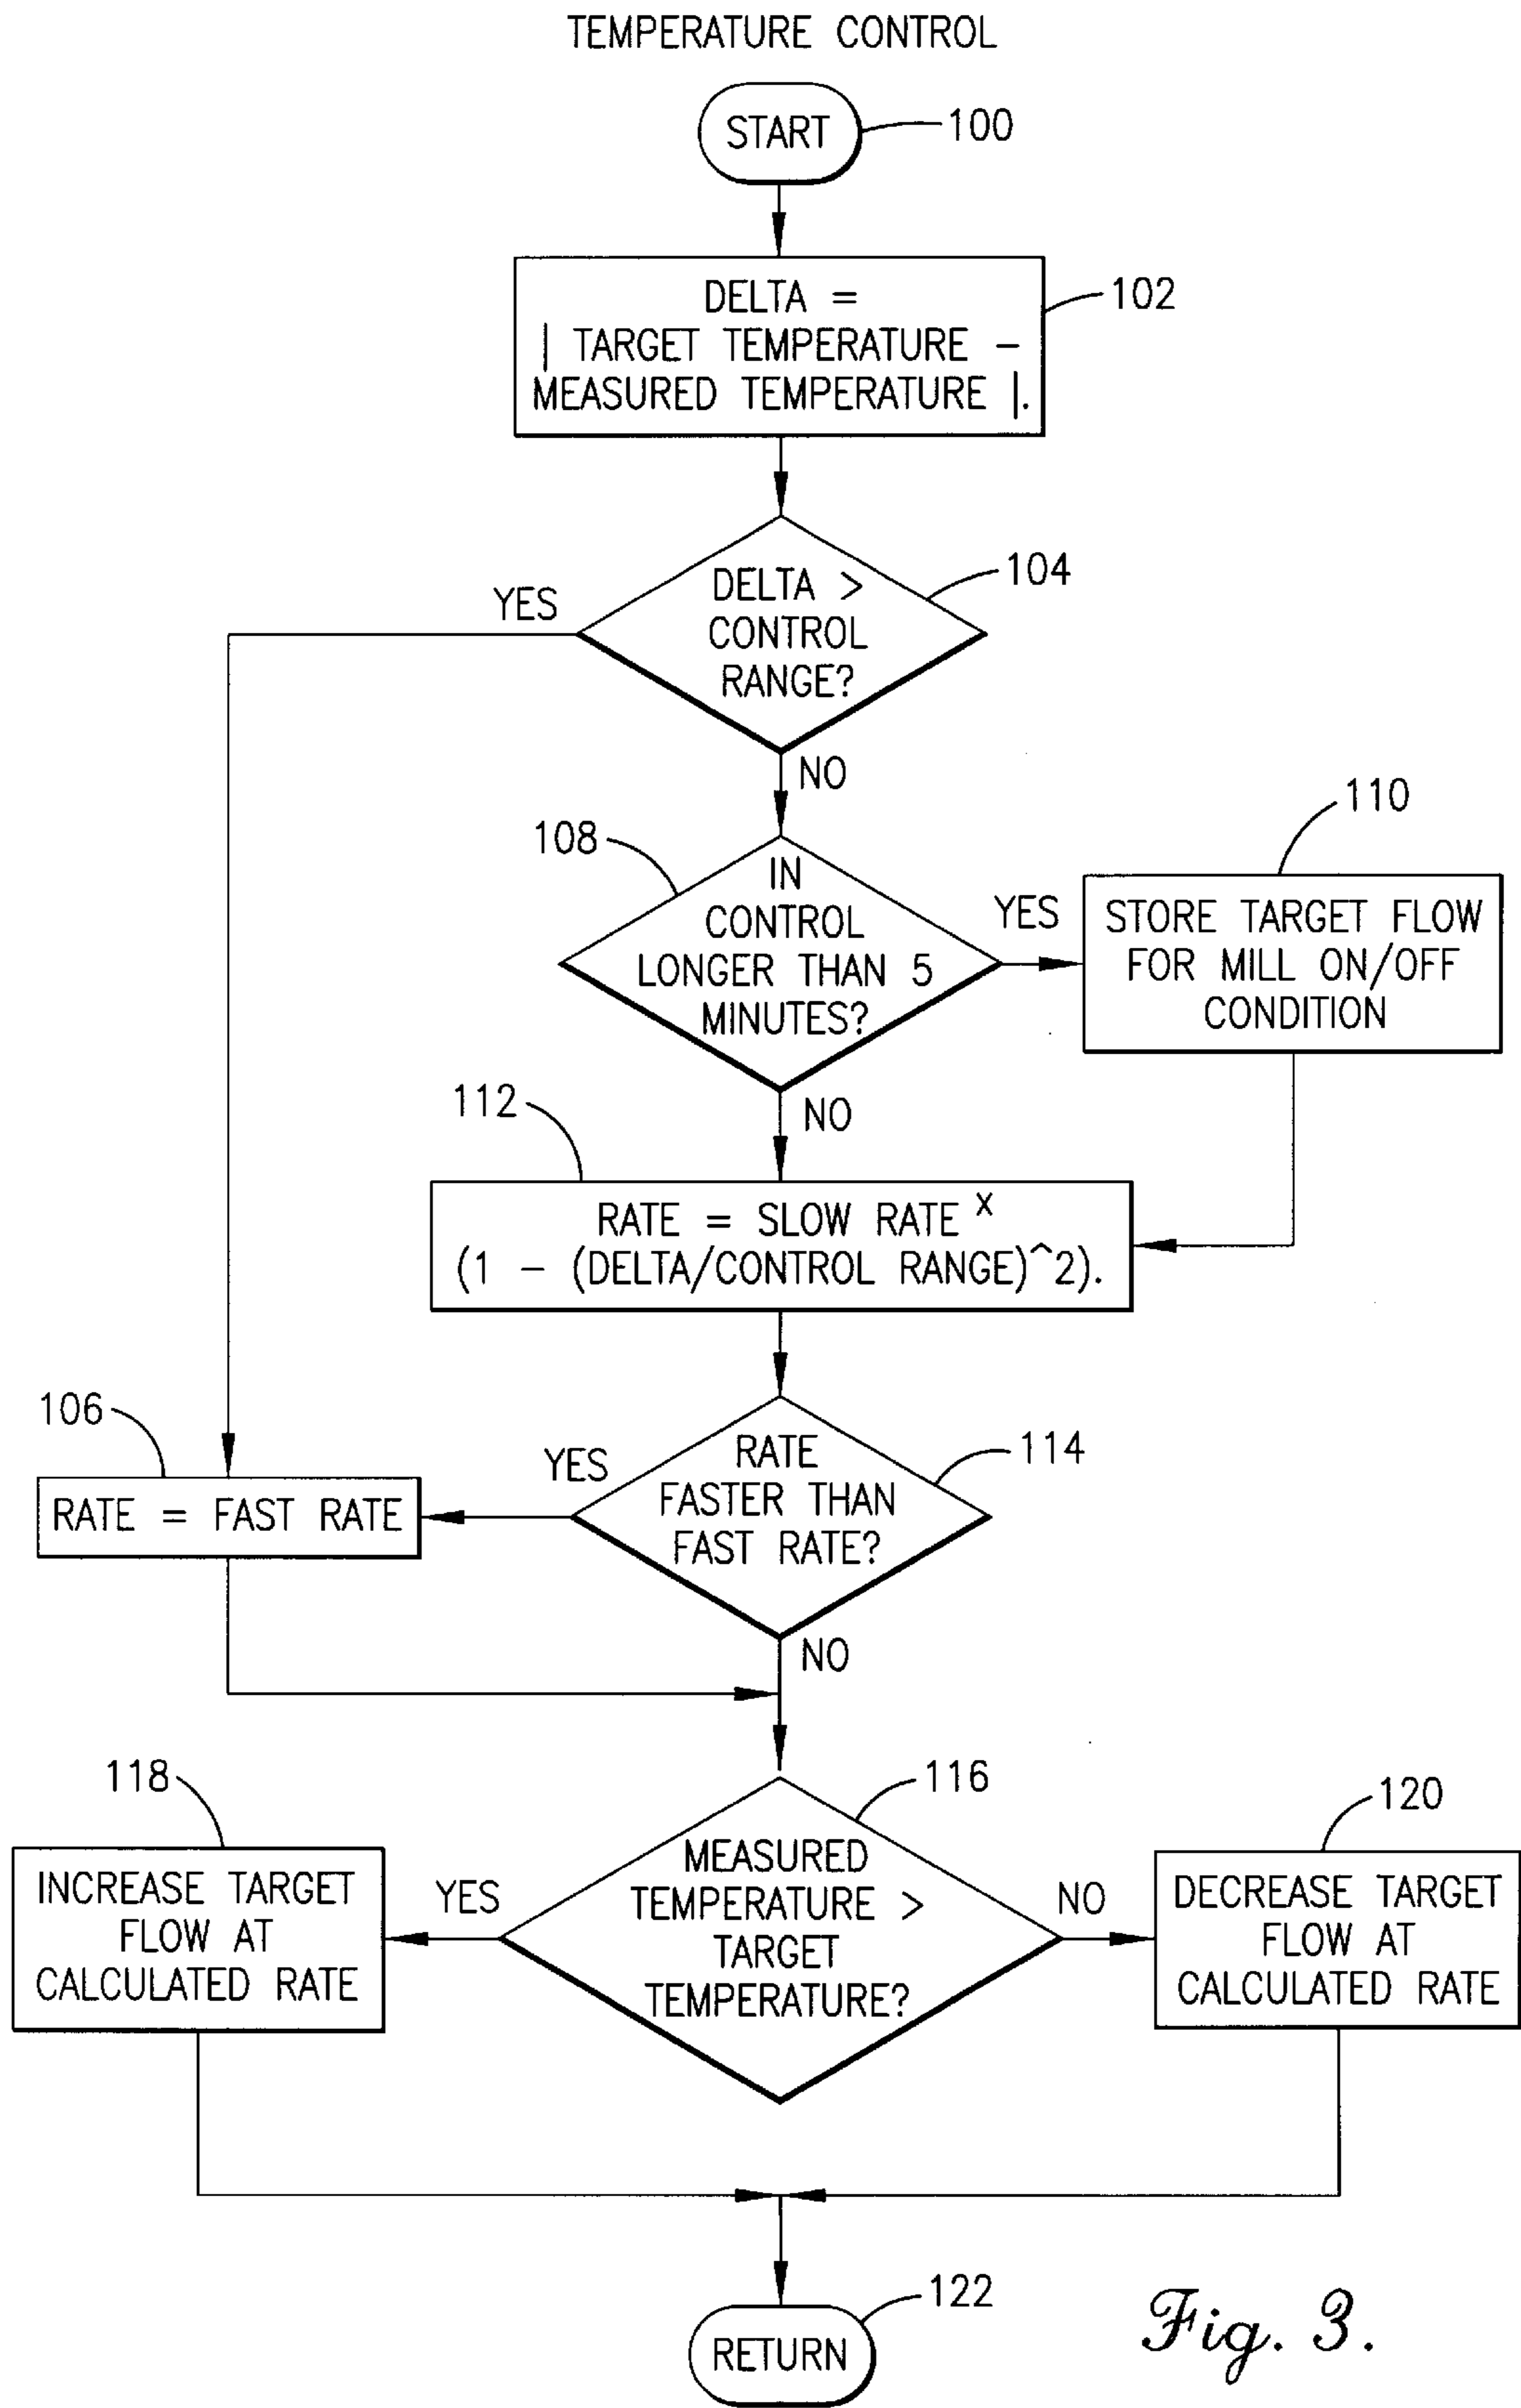 TEMPERATURE CONTROL
START
100
DELTA =
| TARGET TEMPERATURE –
MEASURED TEMPERATURE |.
102
DELTA >
CONTROL
RANGE?
104
YES
NO
108
IN
CONTROL
LONGER THAN 5
MINUTES?
YES
110
STORE TARGET FLOW
FOR MILL ON/OFF
CONDITION
NO
112
RATE = SLOW RATE X
(1 – (DELTA/CONTROL RANGE)^2).
106
RATE = FAST RATE
YES
RATE
FASTER THAN
FAST RATE?
114
NO
118
INCREASE TARGET
FLOW AT
CALCULATED RATE
YES
MEASURED
TEMPERATURE >
TARGET
TEMPERATURE?
116
NO
120
DECREASE TARGET
FLOW AT
CALCULATED RATE
122
RETURN
Fig. 3.